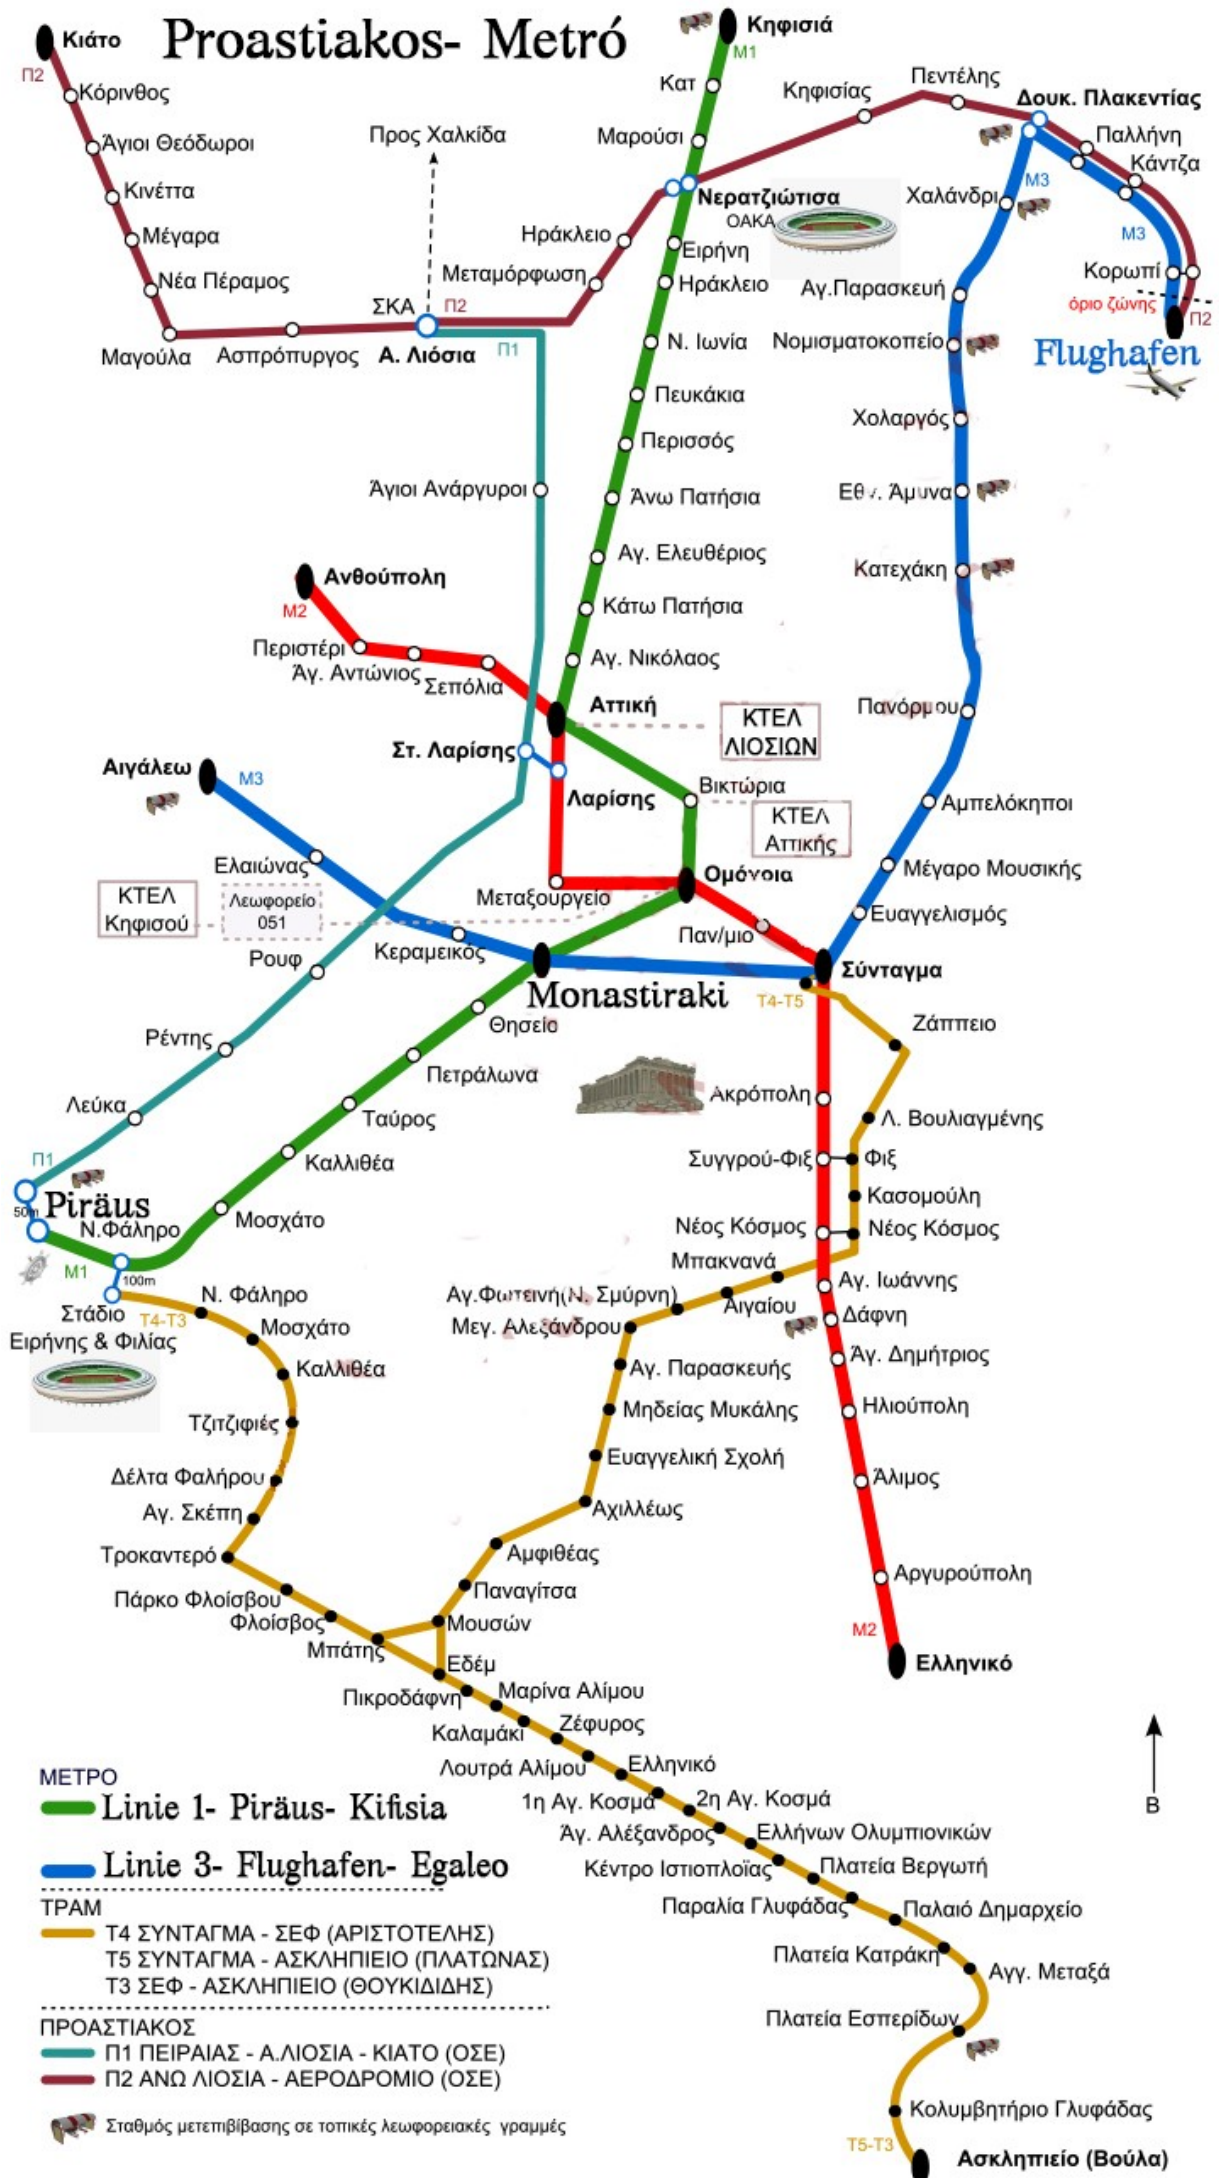 Proastiakos- Metró
Κιάτο
Π2
Κόρινθος
Άγιοι Θεόδωροι
Κινέττα
Μέγαρα
Νέα Πέραμος
Μαγούλα
Ασπρόπυργος
Προς Χαλκίδα
ΣΚΑ
Π2
Α. Λιόσια
Π1
Μεταμόρφωση
Ηράκλειο
Κηφισιά
M1
Κατ
Μαρούσι
Νερατζιώτισα
ΟΑΚΑ
Ειρήνη
Ηράκλειο
Ν. Ιωνία
Πευκάκια
Περισσός
Άνω Πατήσια
Αγ. Ελευθέριος
Κάτω Πατήσια
Αγ. Νικόλαος
Αττική
Κηφισίας
Πεντέλης
Δουκ. Πλακεντίας
Παλλήνη
Κάντζα
M3
M3
Κορωπί
όριο ζώνης
Π2
Flughafen
Χαλάνδρι
Αγ.Παρασκευή
Νομισματοκοπείο
Χολαργός
Εθν. Άμυνα
Κατεχάκη
Πανόρμου
Αμπελόκηποι
Μέγαρο Μουσικής
Ευαγγελισμός
Σύνταγμα
Άγιοι Ανάργυροι
Ανθούπολη
M2
Περιστέρι
Άγ. Αντώνιος
Σεπόλια
ΚΤΕΛ
ΛΙΟΣΙΩΝ
Στ. Λαρίσης
Λαρίσης
Βικτώρια
ΚΤΕΛ
Αττικής
Αιγάλεω
M3
Ελαιώνας
ΚΤΕΛ
Κηφισού
Λεωφορείο
051
Μεταξουργείο
Ομόνοια
Παν/μιο
Κεραμεικός
Monastiraki
T4-T5
Ρουφ
Ρέντης
Λεύκα
Π1
Piräus
50m
Ν.Φάληρο
M1
100m
Θησείο
Πετράλωνα
Ταύρος
Καλλιθέα
Μοσχάτο
Ζάππειο
Ακρόπολη
Λ. Βουλιαγμένης
Συγγρού-Φιξ
Φιξ
Κασομούλη
Νέος Κόσμος
Νέος Κόσμος
Μπακνανά
Αγ. Ιωάννης
Αιγαίου
Αγ.Φωτεινή(Ν. Σμύρνη)
Δάφνη
Μεγ. Αλεξάνδρου
Άγ. Δημήτριος
Αγ. Παρασκευής
Ηλιούπολη
Μηδείας Μυκάλης
Ευαγγελική Σχολή
Άλιμος
Αχιλλέως
Αμφιθέας
Αργυρούπολη
Παναγίτσα
M2
Μουσών
Ελληνικό
Στάδιο
Ειρήνης & Φιλίας
T4-T3
Ν. Φάληρο
Μοσχάτο
Καλλιθέα
Τζιτζιφιές
Δέλτα Φαλήρου
Αγ. Σκέπη
Τροκαντερό
Πάρκο Φλοίσβου
Φλοίσβος
Μπάτης
Εδέμ
Πικροδάφνη
Μαρίνα Αλίμου
Καλαμάκι
Ζέφυρος
Λουτρά Αλίμου
Ελληνικό
1η Αγ. Κοσμά
2η Αγ. Κοσμά
Άγ. Αλέξανδρος
Ελλήνων Ολυμπιονικών
Κέντρο Ιστιοπλοΐας
Πλατεία Βεργωτή
Παραλία Γλυφάδας
Παλαιό Δημαρχείο
Πλατεία Κατράκη
Αγγ. Μεταξά
Πλατεία Εσπερίδων
Κολυμβητήριο Γλυφάδας
T5-T3
Ασκληπιείο (Βούλα)
Β
ΜΕΤΡΟ
Linie 1- Piräus- Kifisia
Linie 3- Flughafen- Egaleo
ΤΡΑΜ
Τ4 ΣΥΝΤΑΓΜΑ - ΣΕΦ (ΑΡΙΣΤΟΤΕΛΗΣ)
Τ5 ΣΥΝΤΑΓΜΑ - ΑΣΚΛΗΠΙΕΙΟ (ΠΛΑΤΩΝΑΣ)
Τ3 ΣΕΦ - ΑΣΚΛΗΠΙΕΙΟ (ΘΟΥΚΙΔΙΔΗΣ)
ΠΡΟΑΣΤΙΑΚΟΣ
Π1 ΠΕΙΡΑΙΑΣ - Α.ΛΙΟΣΙΑ - ΚΙΑΤΟ (ΟΣΕ)
Π2 ΑΝΩ ΛΙΟΣΙΑ - ΑΕΡΟΔΡΟΜΙΟ (ΟΣΕ)
Σταθμός μετεπιβίβασης σε τοπικές λεωφορειακές γραμμές